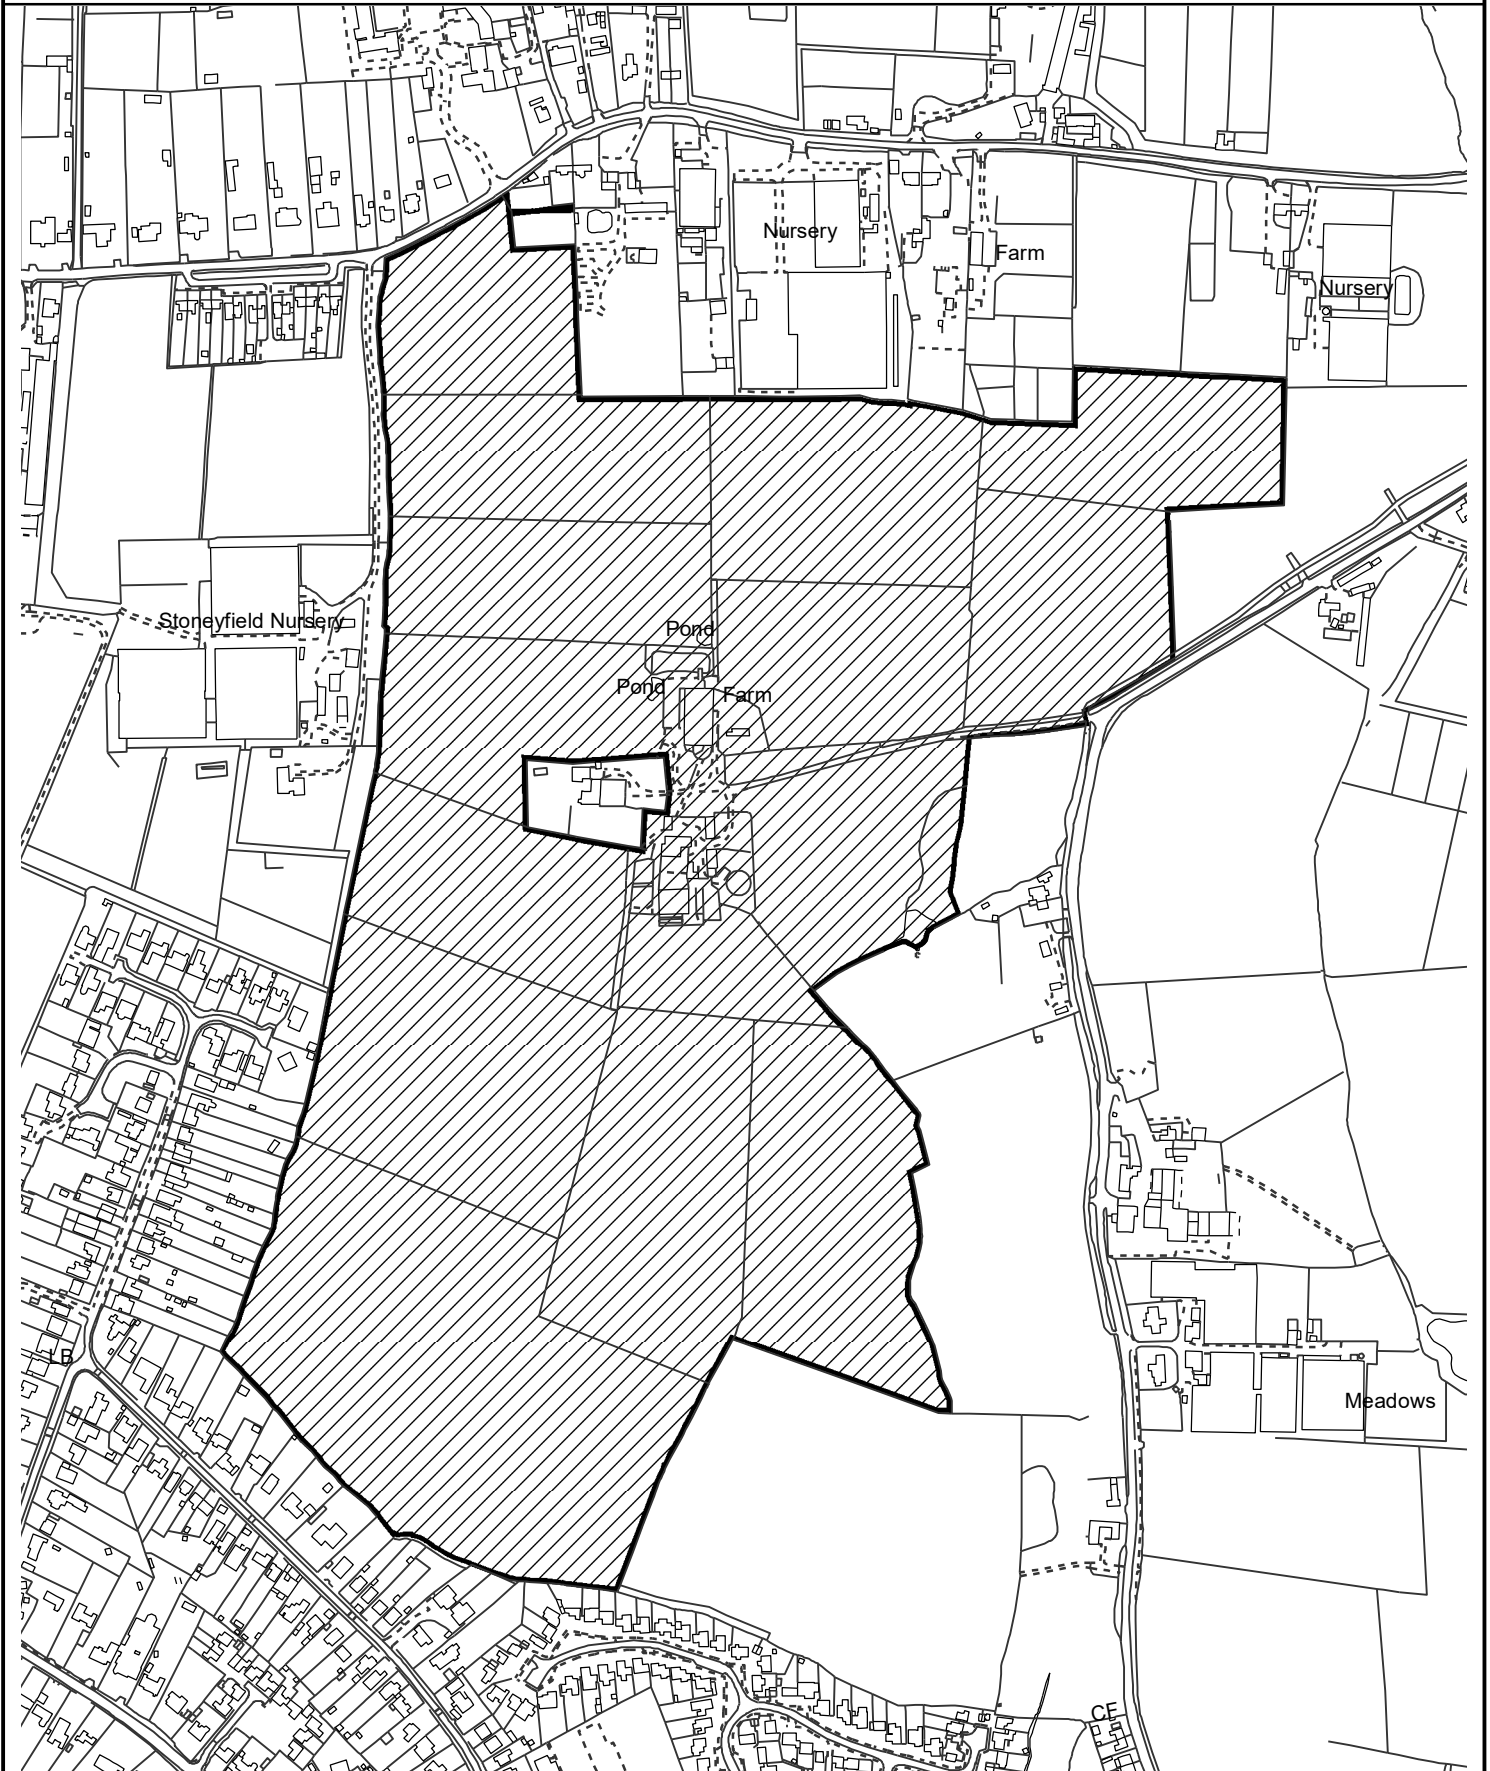 Nursery
Farm
Nursery
Stoneyfield Nursery
Pond
Pond
Farm
LB
Meadows
CF